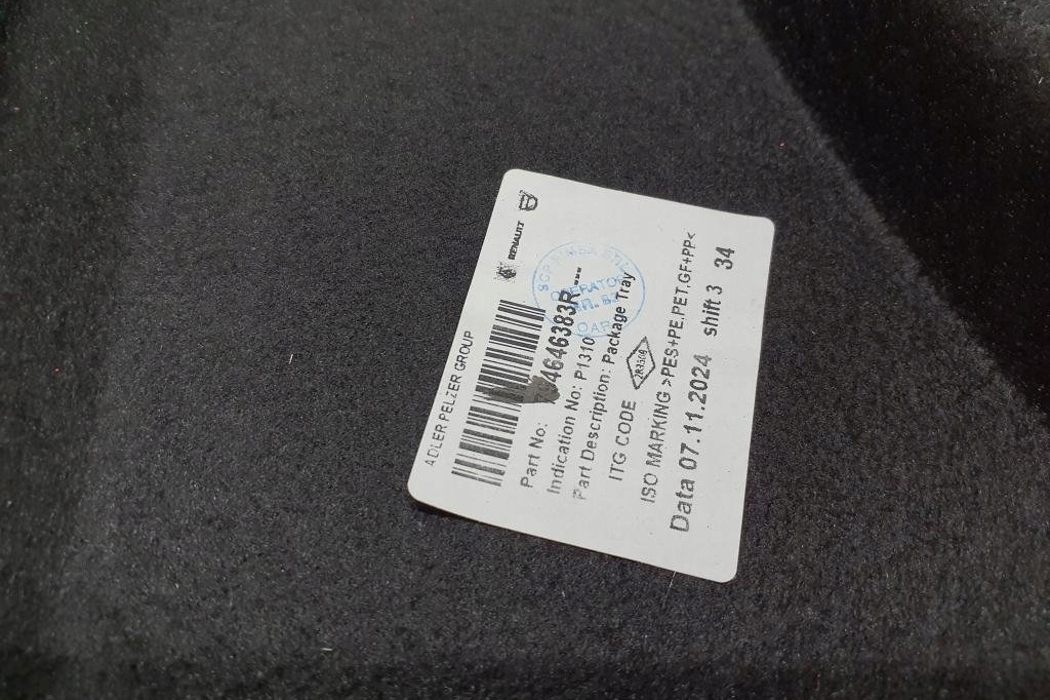 ADLER PELZER GROUP
RENAULT
Part No: 4646383R---
Indication No: P1310
Part Description: Package Tray
ITG CODE
ISO MARKING >PES+PE.PET.GF+PP<
Data 07.11.2024 shift 3 34
OPERATOR